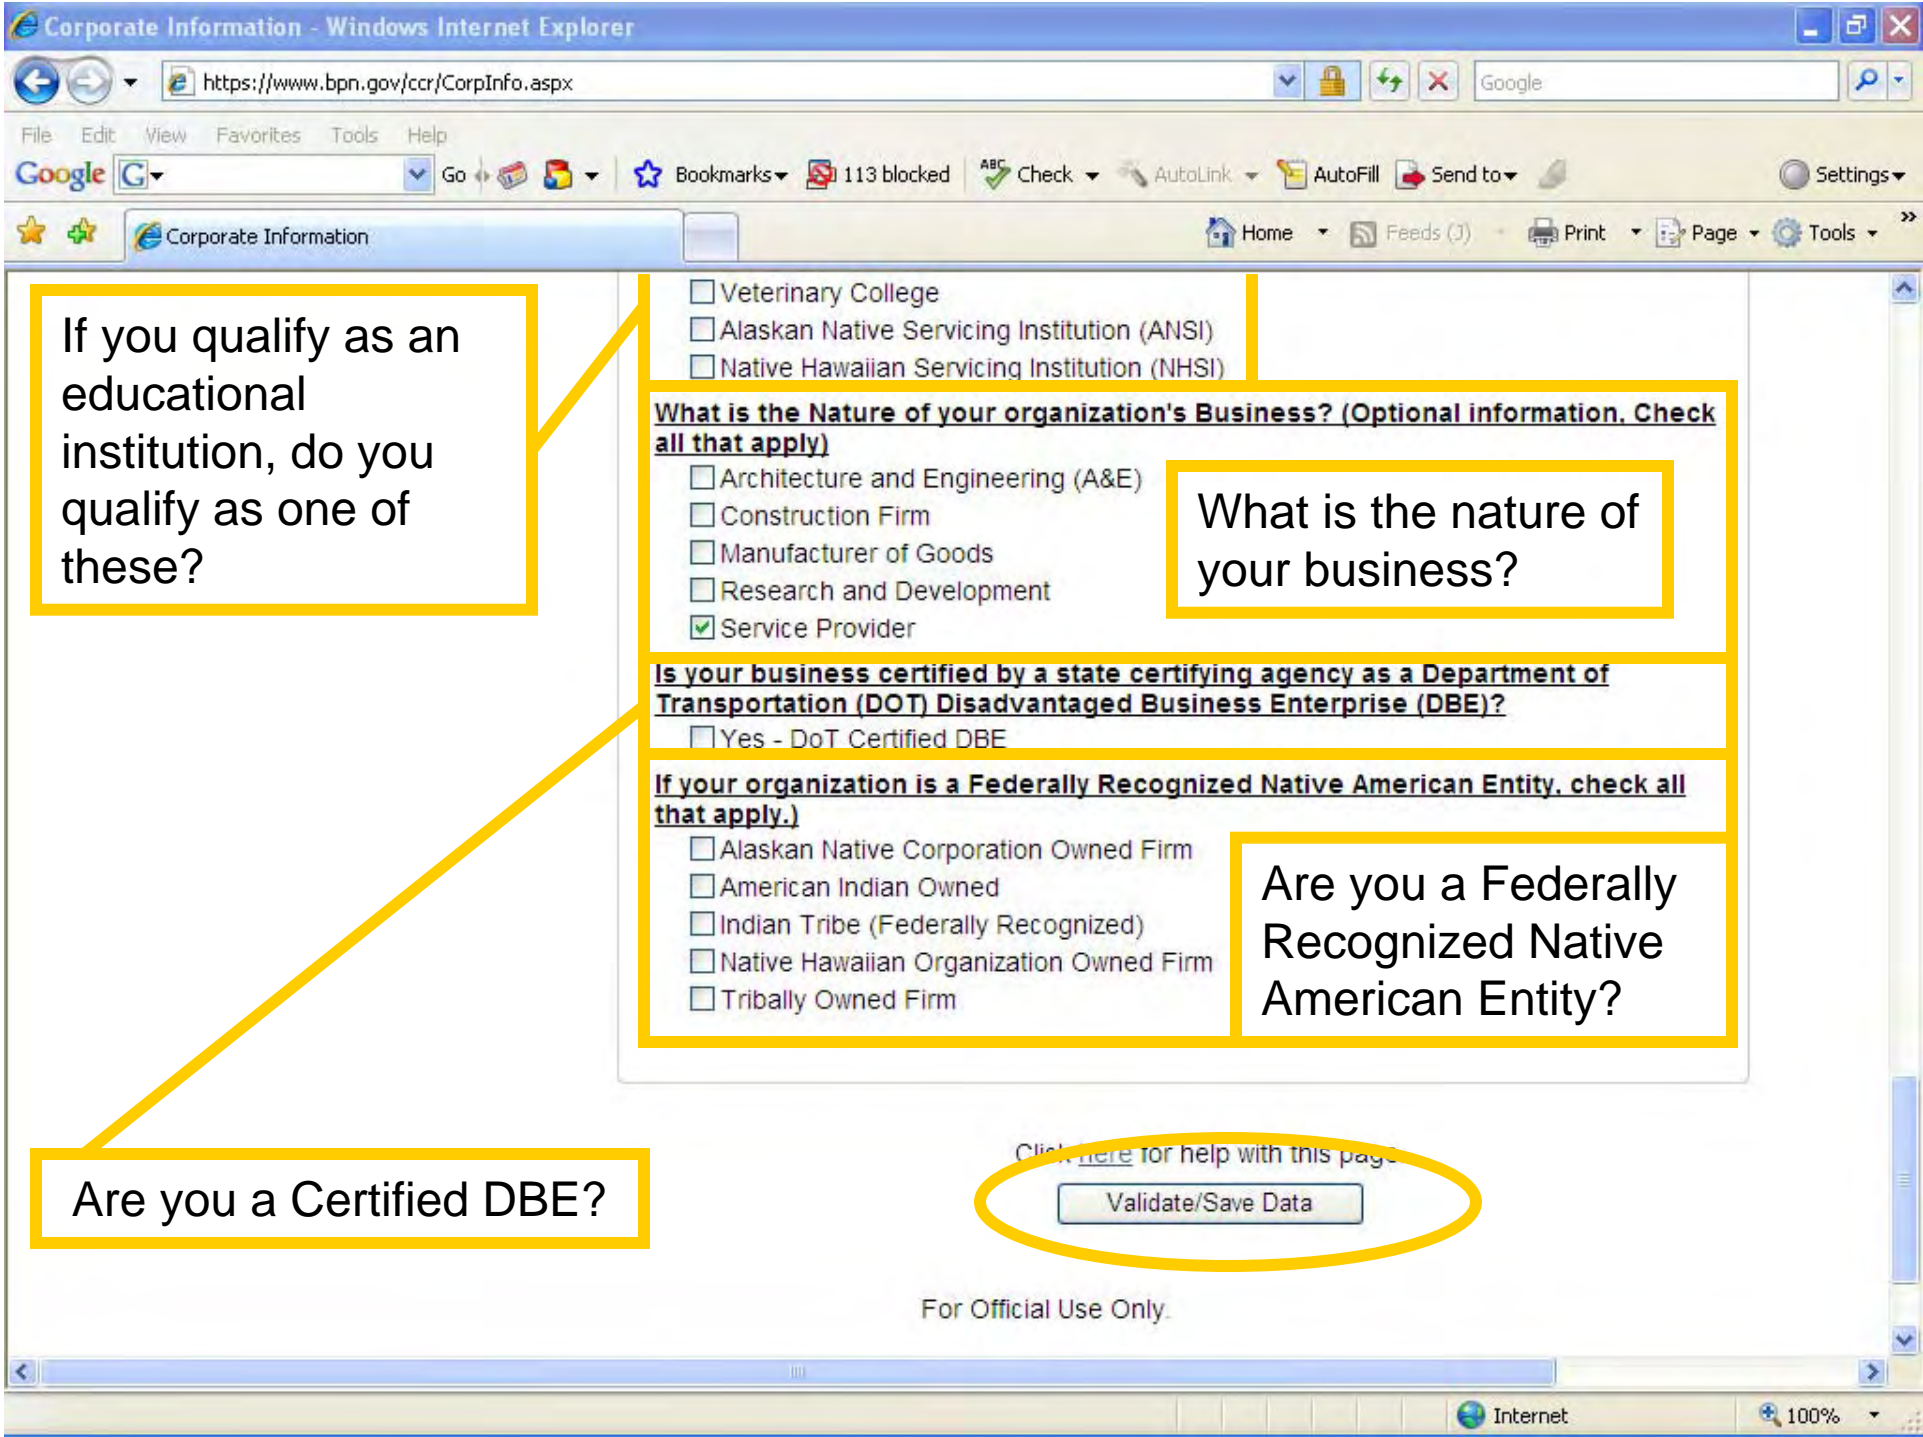 Corporate Information - Windows Internet Explorer
https://www.bpn.gov/ccr/CorpInfo.aspx
Google
File Edit View Favorites Tools Help
Google G Go Bookmarks 113 blocked ABC Check AutoLink AutoFill Send to Settings
Corporate Information
Home Feeds (J) Print Page Tools »
If you qualify as an
educational
institution, do you
qualify as one of
these?
Veterinary College
Alaskan Native Servicing Institution (ANSI)
Native Hawaiian Servicing Institution (NHSI)
What is the Nature of your organization's Business? (Optional information, Check
all that apply)
Architecture and Engineering (A&E)
Construction Firm
Manufacturer of Goods
Research and Development
Service Provider
What is the nature of
your business?
Is your business certified by a state certifying agency as a Department of
Transportation (DOT) Disadvantaged Business Enterprise (DBE)?
Yes - DoT Certified DBE
If your organization is a Federally Recognized Native American Entity, check all
that apply.)
Alaskan Native Corporation Owned Firm
American Indian Owned
Indian Tribe (Federally Recognized)
Native Hawaiian Organization Owned Firm
Tribally Owned Firm
Are you a Federally
Recognized Native
American Entity?
Are you a Certified DBE?
Click here for help with this page.
Validate/Save Data
For Official Use Only.
Internet 100%